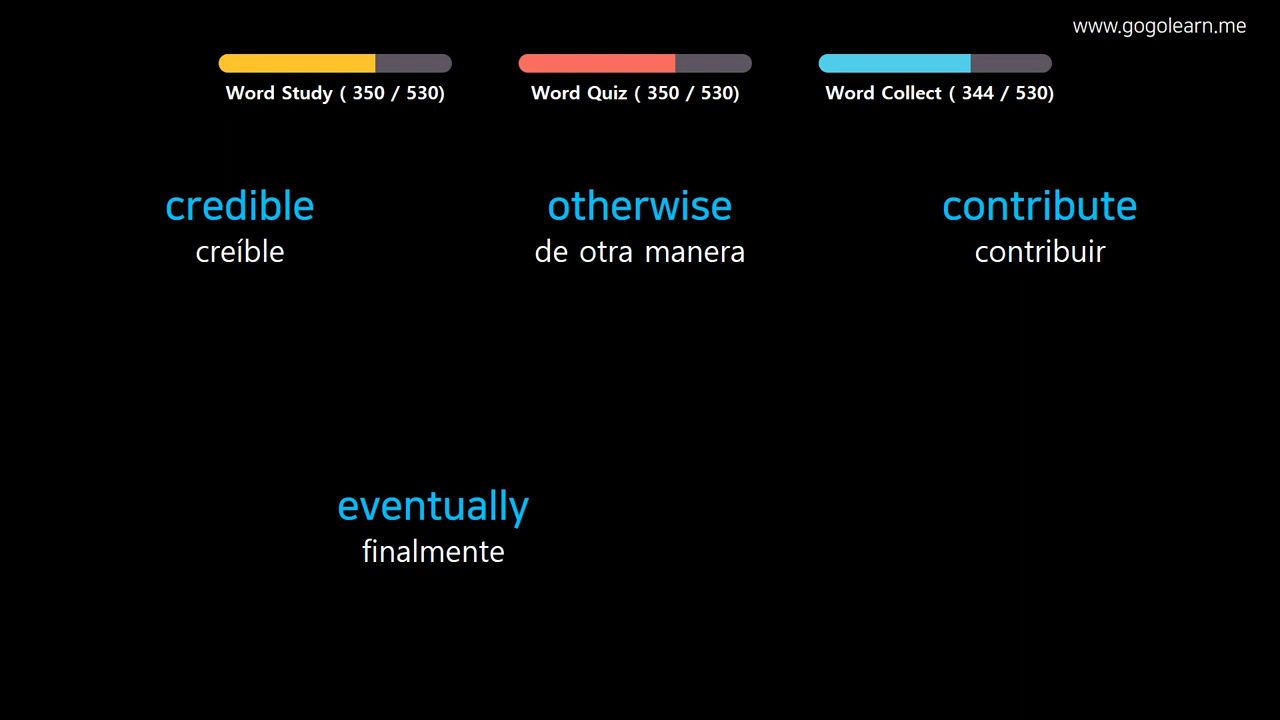 www.gogolearn.me
Word Study ( 350 / 530)
Word Quiz ( 350 / 530)
Word Collect ( 344 / 530)
credible
creíble
otherwise
de otra manera
contribute
contribuir
eventually
finalmente